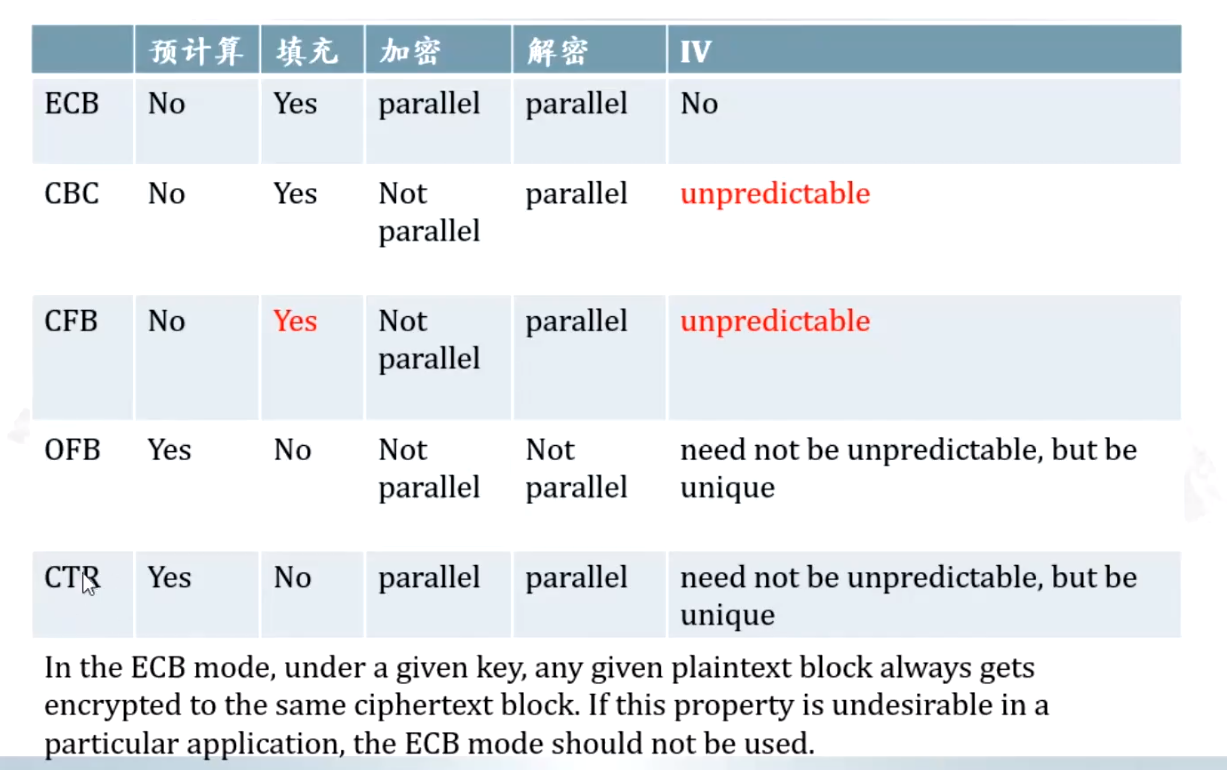 预计算 填充 加密 解密 IV
ECB No Yes parallel parallel No
CBC No Yes Not parallel unpredictable
parallel
CFB No Yes Not parallel unpredictable
parallel
OFB Yes No Not Not need not be unpredictable, but be
parallel parallel unique
CTR Yes No parallel parallel need not be unpredictable, but be
unique
In the ECB mode, under a given key, any given plaintext block always gets
encrypted to the same ciphertext block. If this property is undesirable in a
particular application, the ECB mode should not be used.